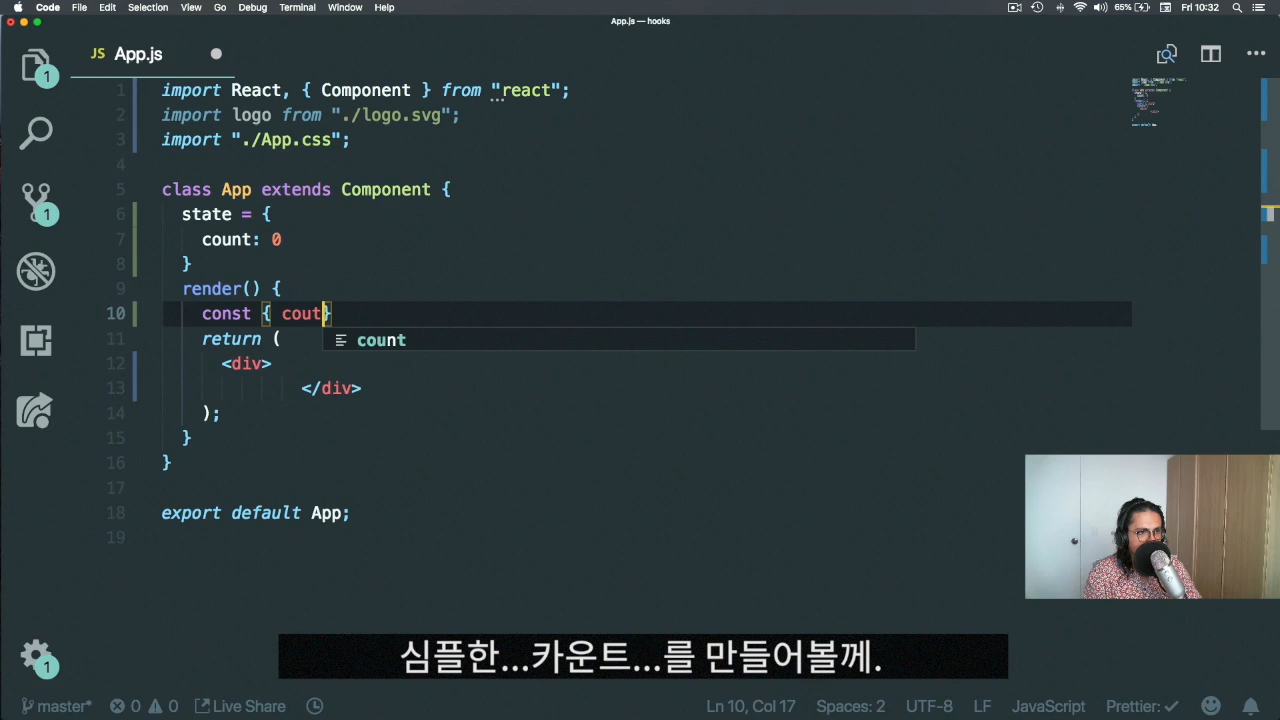 Code File Edit Selection View Go Debug Terminal Window Help 65% Fri 10:32
App.js — hooks
JS App.js
1 import React, { Component } from "react";
2 import logo from "./logo.svg";
3 import "./App.css";
4
5 class App extends Component {
6 state = {
7 count: 0
8 }
9 render() {
10 const { cout}
count
11 return (
12 <div>
13 </div>
14 );
15 }
16 }
17
18 export default App;
19
1
1
1
심플한...카운트...를 만들어볼께.
master* 0 0 Live Share Ln 10, Col 17 Spaces: 2 UTF-8 LF JavaScript Prettier: ✓